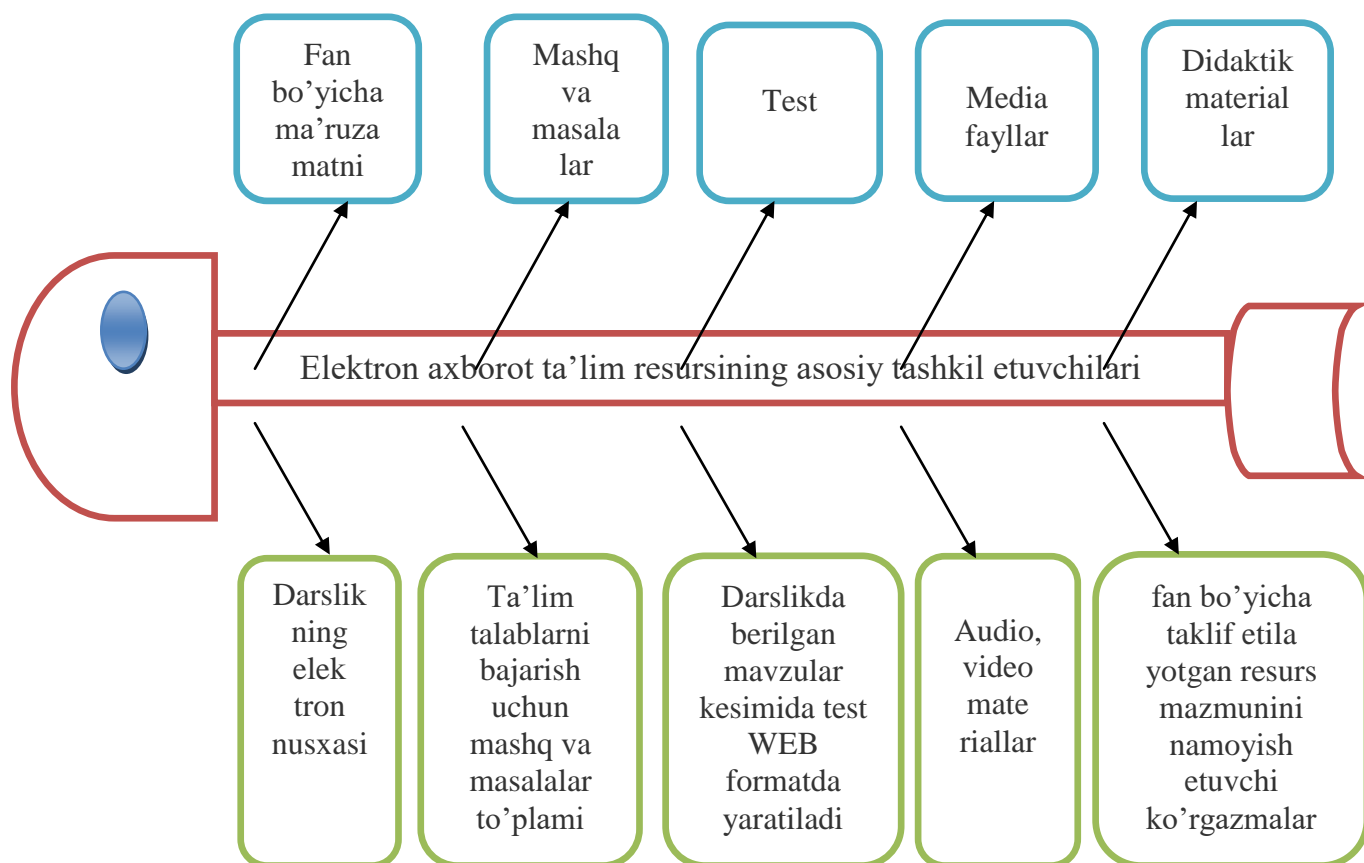 Fan
bo’yicha
ma’ruza
matni
Mashq
va
masala
lar
Test
Media
fayllar
Didaktik
material
lar
Elektron axborot ta’lim resursining asosiy tashkil etuvchilari
Darslik
ning
elek
tron
nusxasi
Ta’lim
talablarni
bajarish
uchun
mashq va
masalalar
to’plami
Darslikda
berilgan
mavzular
kesimida test
WEB
formatda
yaratiladi
Audio,
video
mate
riallar
fan bo’yicha
taklif etila
yotgan resurs
mazmunini
namoyish
etuvchi
ko’rgazmalar